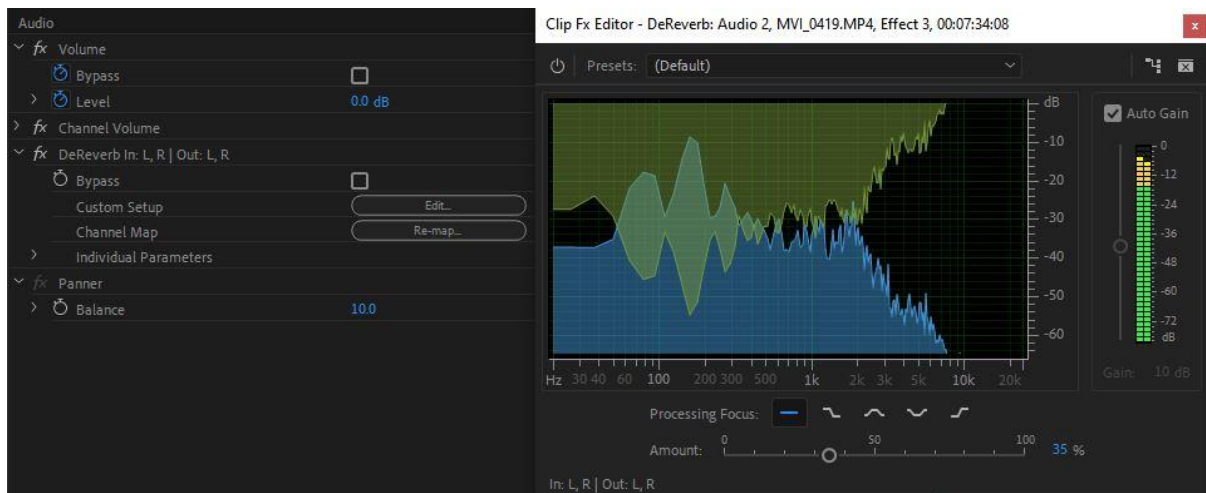 Audio
fx Volume
Bypass
Level 0.0 dB
fx Channel Volume
fx DeReverb In: L, R | Out: L, R
Bypass
Custom Setup Edit...
Channel Map Re-map...
Individual Parameters
fx Panner
Balance 10.0
Clip Fx Editor - DeReverb: Audio 2, MVI_0419.MP4, Effect 3, 00:07:34:08
x
Presets: (Default)
dB
-10
-20
-30
-40
-50
-60
Hz 30 40 60 100 200 300 500 1k 2k 3k 5k 10k 20k
Auto Gain
0
-12
-24
-36
-48
-60
-72
dB
Gain: 10 dB
Processing Focus:
0 50 100
Amount: 35 %
In: L, R | Out: L, R